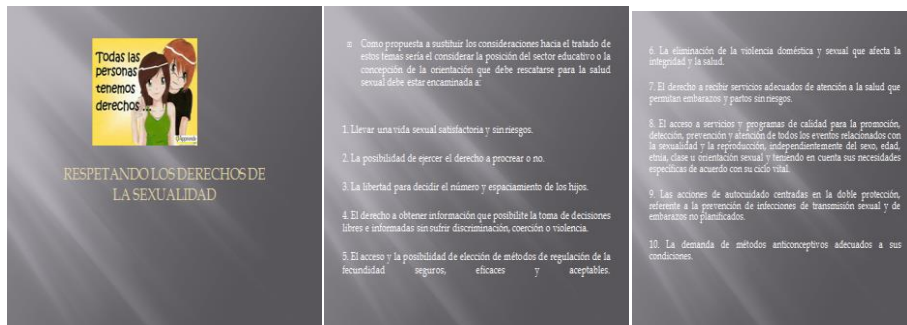 Todas las
personas
tenemos
derechos ...
RESPETANDO LOS DERECHOS DE
LA SEXUALIDAD
Como propuesta a sustituir los consideraciones hacia el tratado de
estos temas sería el considerar la posición del sector educativo o la
concepción de la orientación que debe rescatarse para la salud
sexual debe estar encaminada a:
1. Llevar una vida sexual satisfactoria y sin riesgos.
2. La posibilidad de ejercer el derecho a procrear o no.
3. La libertad para decidir el número y espaciamiento de los hijos.
4. El derecho a obtener información que posibilite la toma de decisiones
libres e informadas sin sufrir discriminación, coerción o violencia.
5. El acceso y la posibilidad de elección de métodos de regulación de la
fecundidad seguros, eficaces y aceptables.
6. La eliminación de la violencia doméstica y sexual que afecta la
integridad y la salud.
7. El derecho a recibir servicios adecuados de atención a la salud que
permitan embarazos y partos sin riesgos.
8. El acceso a servicios y programas de calidad para la promoción,
detección, prevención y atención de todos los eventos relacionados con
la sexualidad y la reproducción, independientemente del sexo, edad,
etnia, clase u orientación sexual y teniendo en cuenta sus necesidades
específicas de acuerdo con su ciclo vital.
9. Las acciones de autocuidado centradas en la doble protección,
referente a la prevención de infecciones de transmisión sexual y de
embarazos no planificados.
10. La demanda de métodos anticonceptivos adecuados a sus
condiciones.